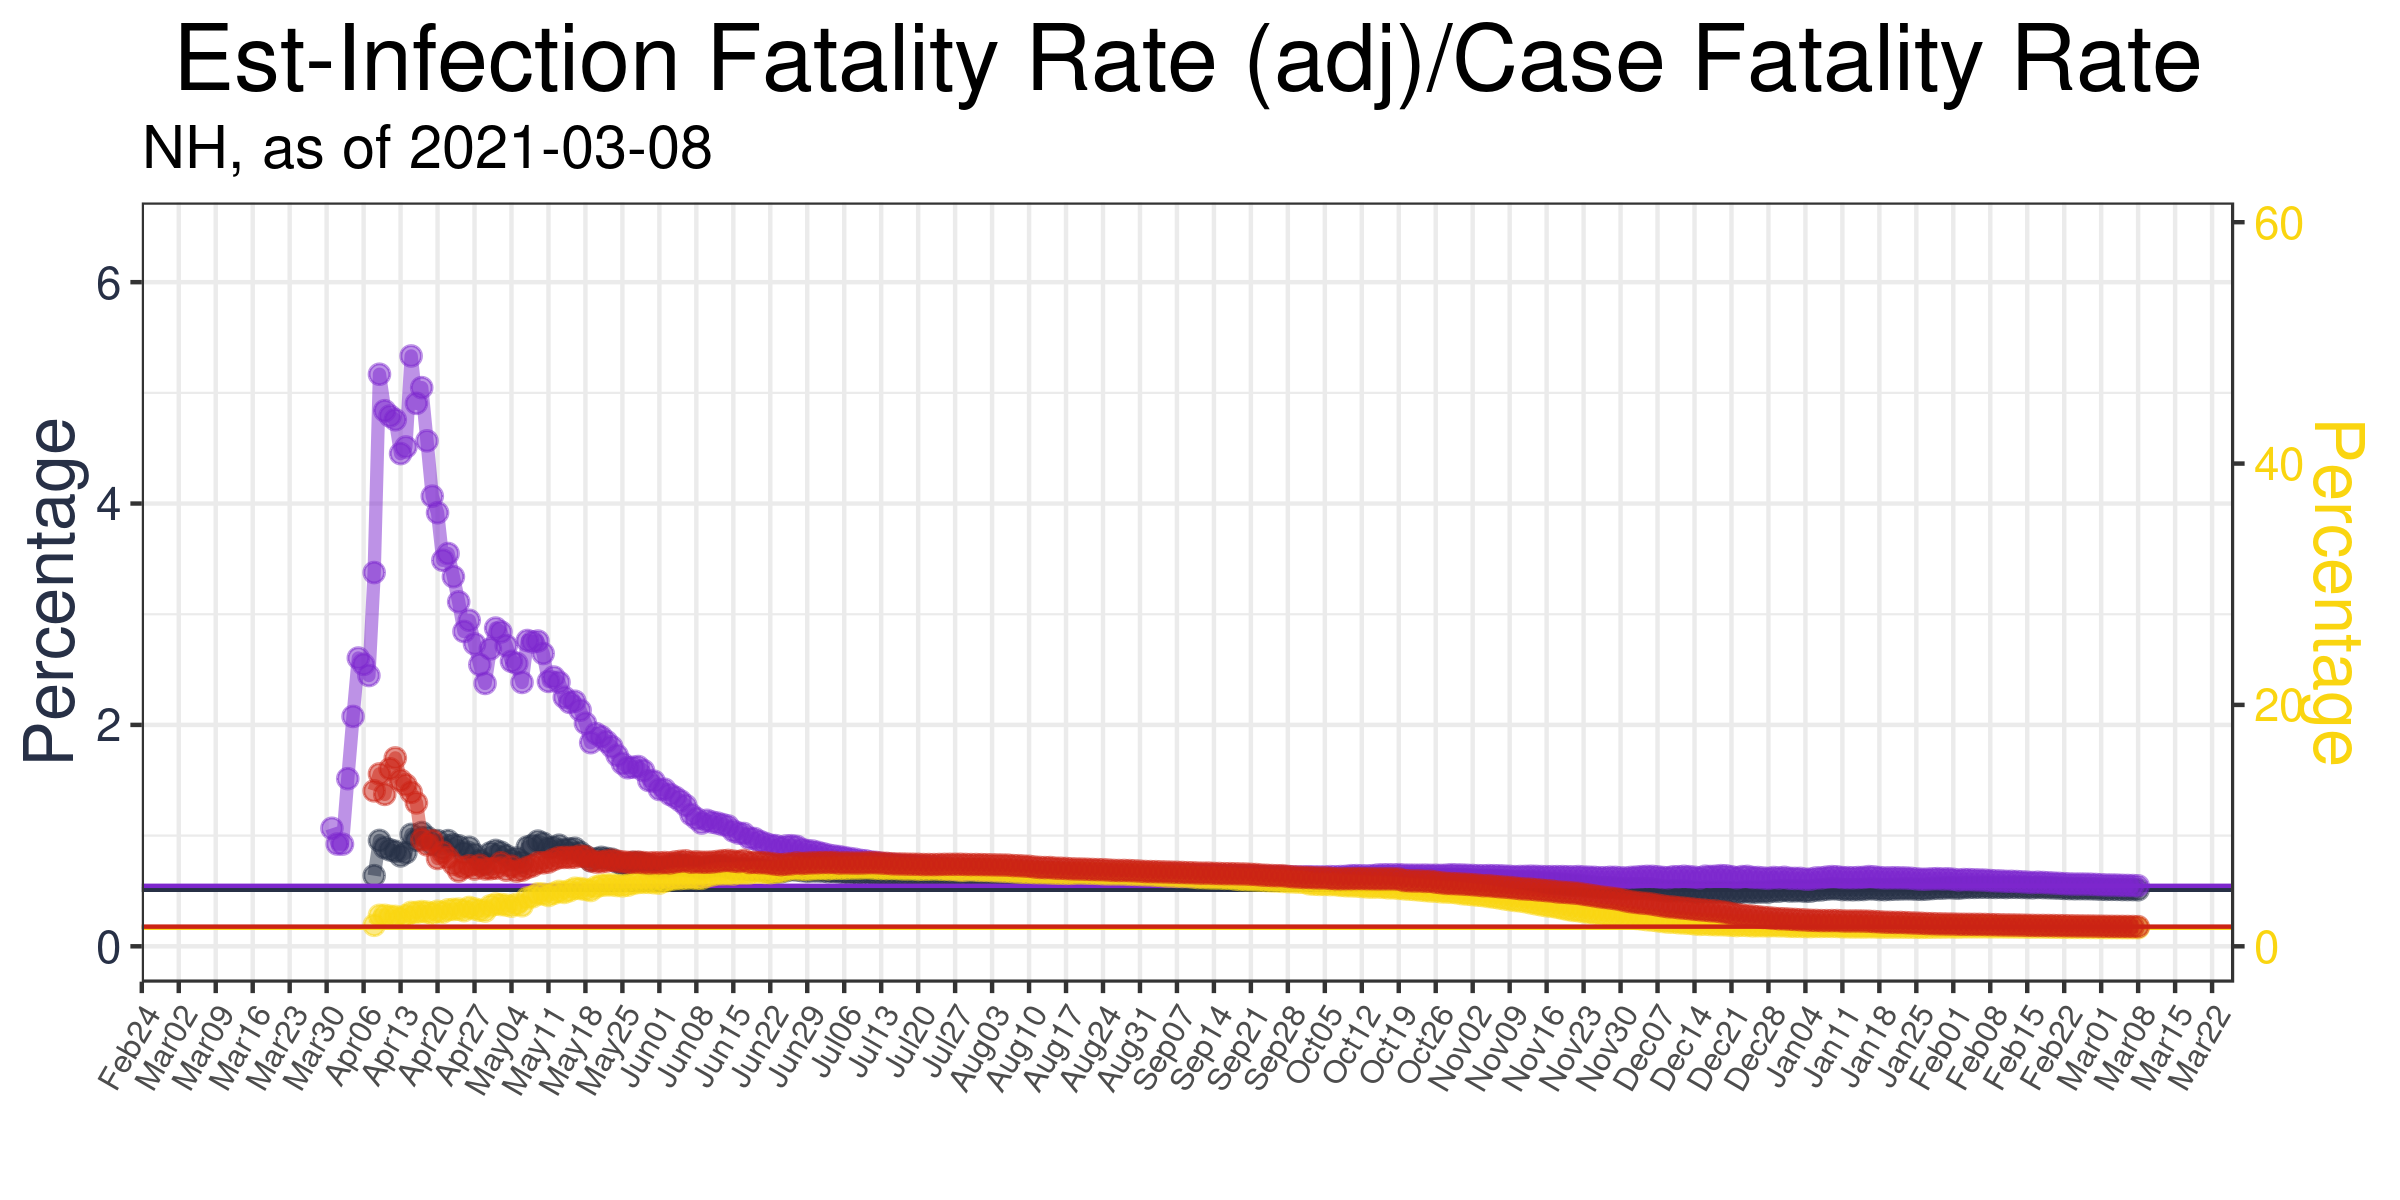 Est-Infection Fatality Rate (adj)/Case Fatality Rate
NH, as of 2021-03-08
Percentage
6
4
2
0
60
40
20
0
Percentage
Feb24
Mar02
Mar09
Mar16
Mar23
Mar30
Apr06
Apr13
Apr20
Apr27
May04
May11
May18
May25
Jun01
Jun08
Jun15
Jun22
Jun29
Jul06
Jul13
Jul20
Jul27
Aug03
Aug10
Aug17
Aug24
Aug31
Sep07
Sep14
Sep21
Sep28
Oct05
Oct12
Oct19
Oct26
Nov02
Nov09
Nov16
Nov23
Nov30
Dec07
Dec14
Dec21
Dec28
Jan04
Jan11
Jan18
Jan25
Feb01
Feb08
Feb15
Feb22
Mar01
Mar08
Mar15
Mar22